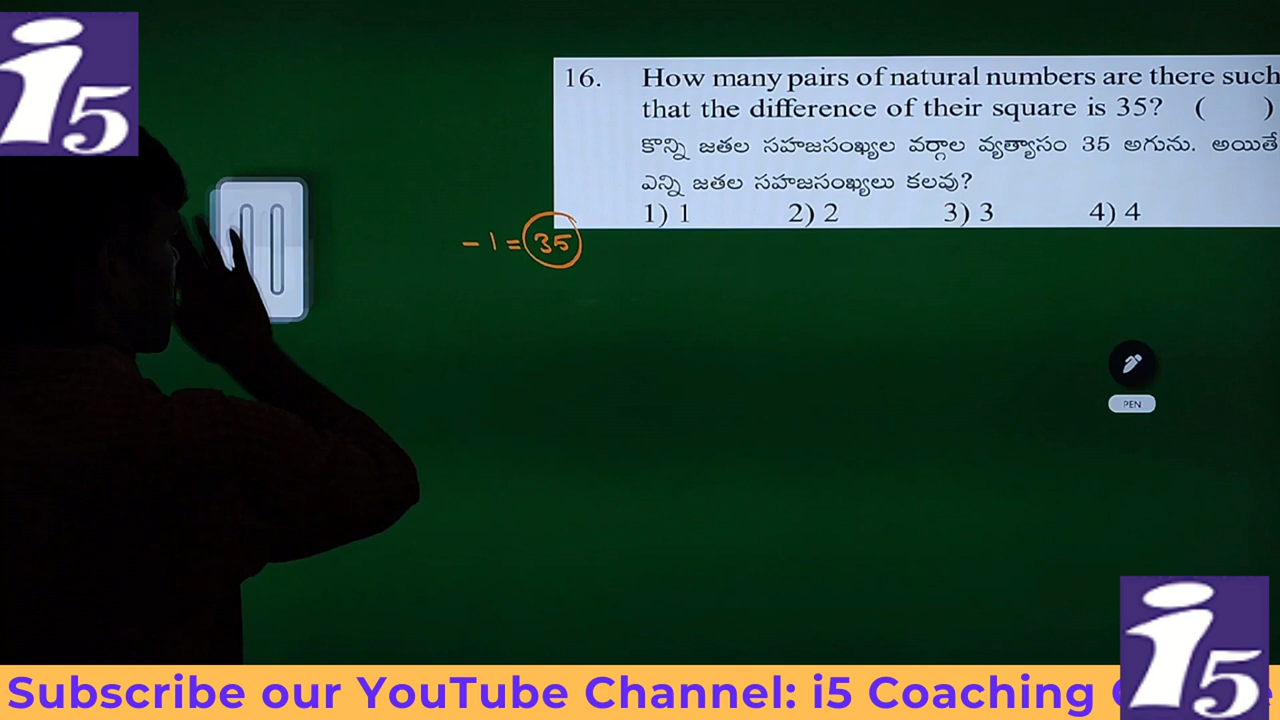 i5
16. How many pairs of natural numbers are there such
that the difference of their square is 35? ( )
కొన్ని జతల సహజసంఖ్యల వర్గాల వ్యత్యాసం 35 అగును. అయితే
ఎన్ని జతల సహజసంఖ్యలు కలవు?
1) 1 2) 2 3) 3 4) 4
- 1 = 35
PEN
i5
Subscribe our YouTube Channel: i5 Coaching